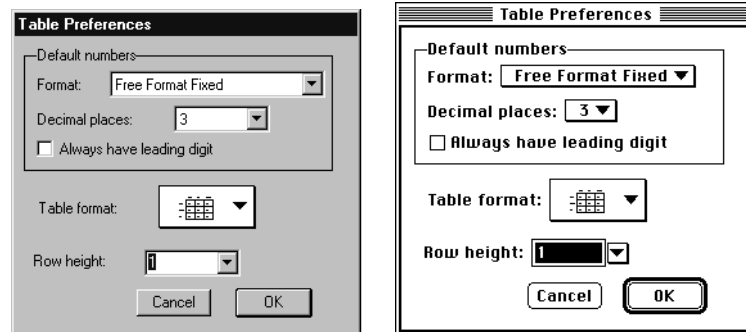 Table Preferences
Default numbers
Format: Free Format Fixed
Decimal places: 3
Always have leading digit
Table format:
Row height: 1
Cancel OK
Table Preferences
Default numbers
Format: Free Format Fixed
Decimal places: 3
Always have leading digit
Table format:
Row height: 1
Cancel OK